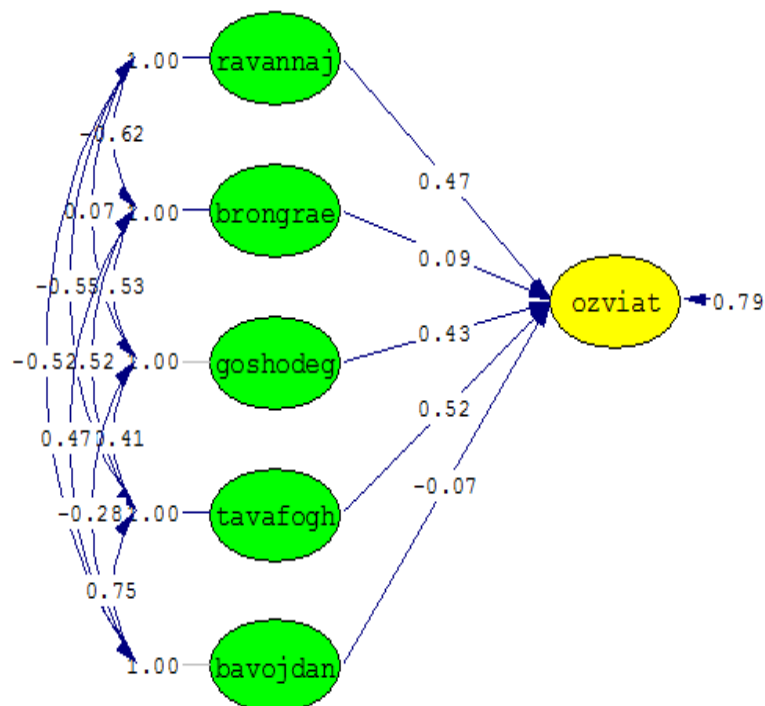 1.00 ravannaj
-0.62
0.47
0.07 1.00 brongrae
0.09
-0.55 .53
ozviat 0.79
0.43
-0.52 .52 1.00 goshodeg
0.52
0.47 0.41
-0.07
-0.28 1.00 tavafogh
0.75
1.00 bavojdan